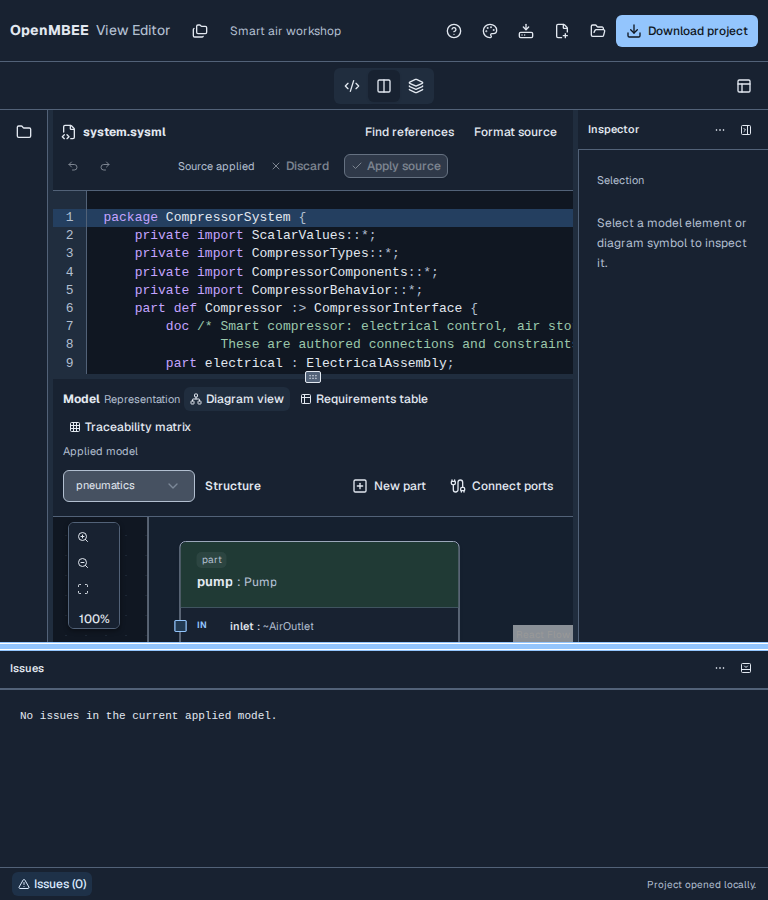 OpenMBEE View Editor Smart air workshop Download project
system.sysml Find references Format source
Source applied Discard Apply source
Inspector
Selection
Select a model element or
diagram symbol to inspect
it.
1 package CompressorSystem {
2 private import ScalarValues::*;
3 private import CompressorTypes::*;
4 private import CompressorComponents::*;
5 private import CompressorBehavior::*;
6 part def Compressor :> CompressorInterface {
7 doc /* Smart compressor: electrical control, air sto
8 These are authored connections and constraint
9 part electrical : ElectricalAssembly;
Model Representation Diagram view Requirements table
Traceability matrix
Applied model
pneumatics Structure New part Connect ports
100%
part
pump : Pump
IN inlet : ~AirOutlet
Issues
No issues in the current applied model.
Issues (0) Project opened locally.